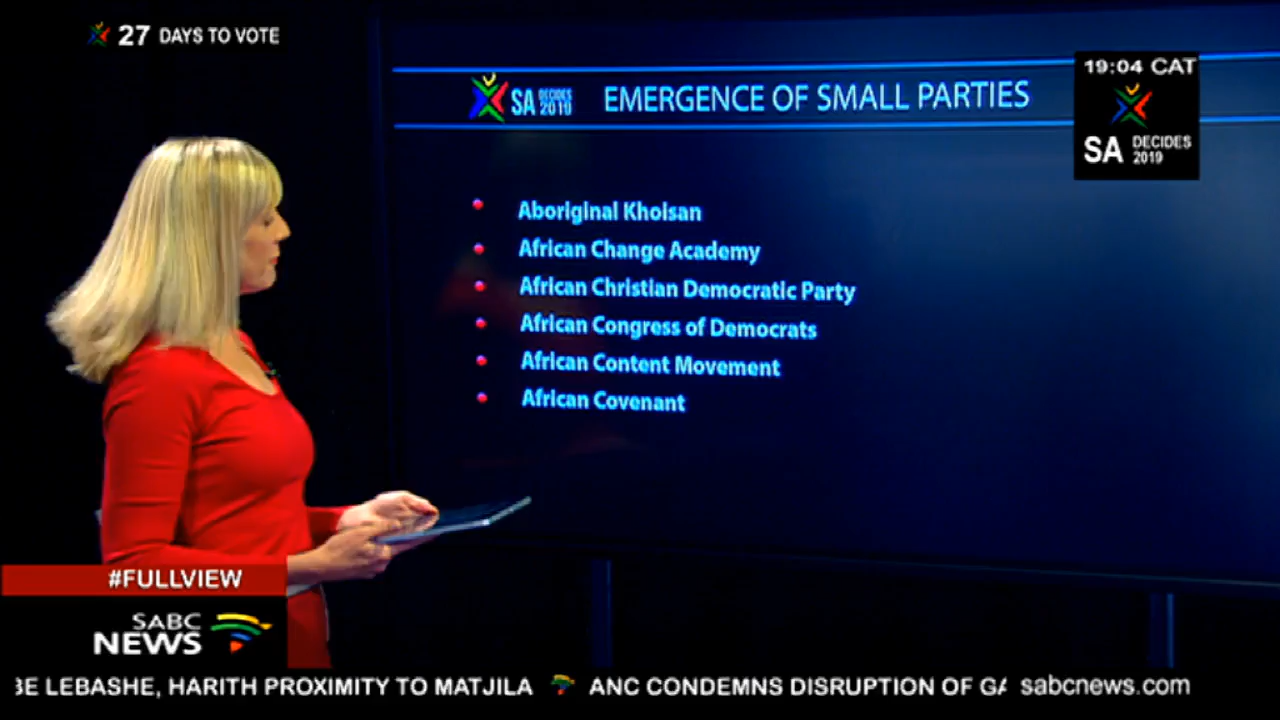 27 DAYS TO VOTE
19:04 CAT
SA DECIDES 2019
EMERGENCE OF SMALL PARTIES
SA DECIDES 2019
Aboriginal Khoisan
African Change Academy
African Christian Democratic Party
African Congress of Democrats
African Content Movement
African Covenant
#FULLVIEW
SABC NEWS
LEBASHE, HARITH PROXIMITY TO MATJILA ANC CONDEMNS DISRUPTION OF
sabcnews.com